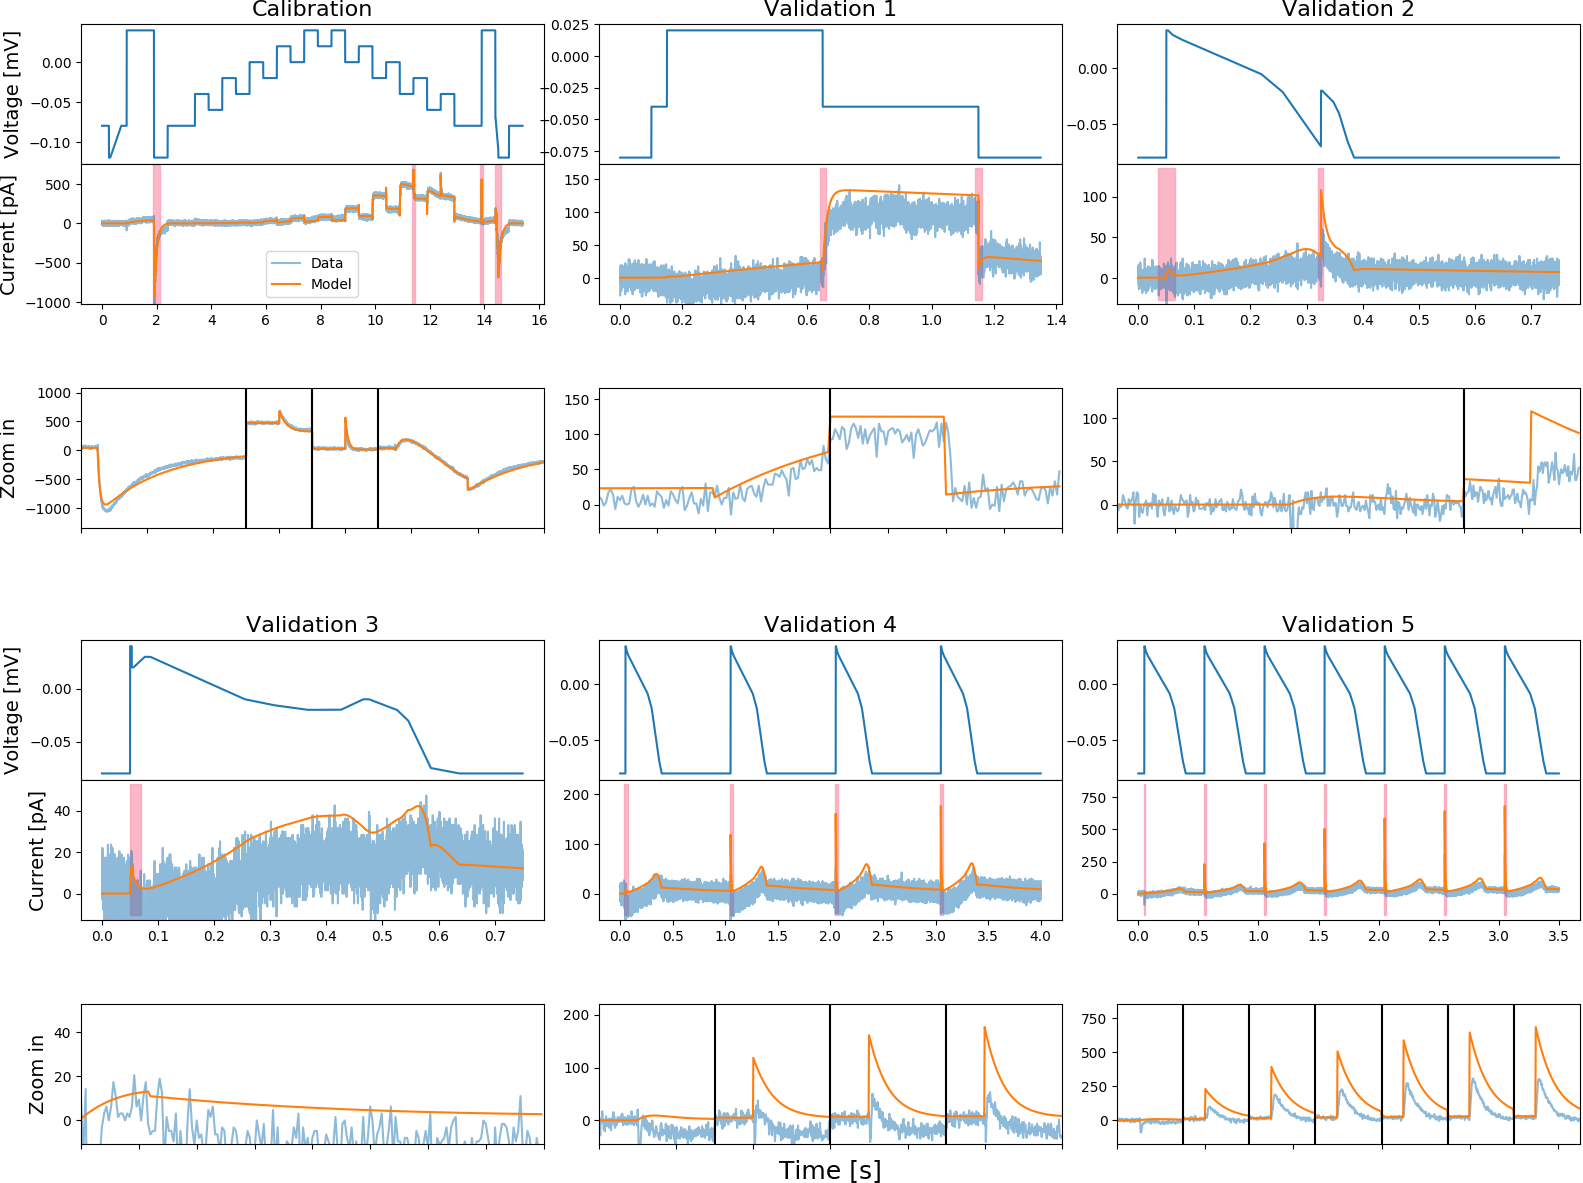 Calibration
Validation 1
Validation 2
Voltage [mV]
0.00
−0.05
−0.10
0.025
0.000
−0.025
−0.050
−0.075
0.00
−0.05
Current [pA]
500
0
−500
−1000
Data
Model
150
100
50
0
100
50
0
0 2 4 6 8 10 12 14 16
0.0 0.2 0.4 0.6 0.8 1.0 1.2 1.4
0.0 0.1 0.2 0.3 0.4 0.5 0.6 0.7
Zoom in
1000
500
0
−500
−1000
150
100
50
0
100
50
0
Validation 3
Validation 4
Validation 5
Voltage [mV]
0.00
−0.05
0.00
−0.05
0.00
−0.05
Current [pA]
40
20
0
200
100
0
750
500
250
0
0.0 0.1 0.2 0.3 0.4 0.5 0.6 0.7
0.0 0.5 1.0 1.5 2.0 2.5 3.0 3.5 4.0
0.0 0.5 1.0 1.5 2.0 2.5 3.0 3.5
Zoom in
40
20
0
200
100
0
750
500
250
0
Time [s]